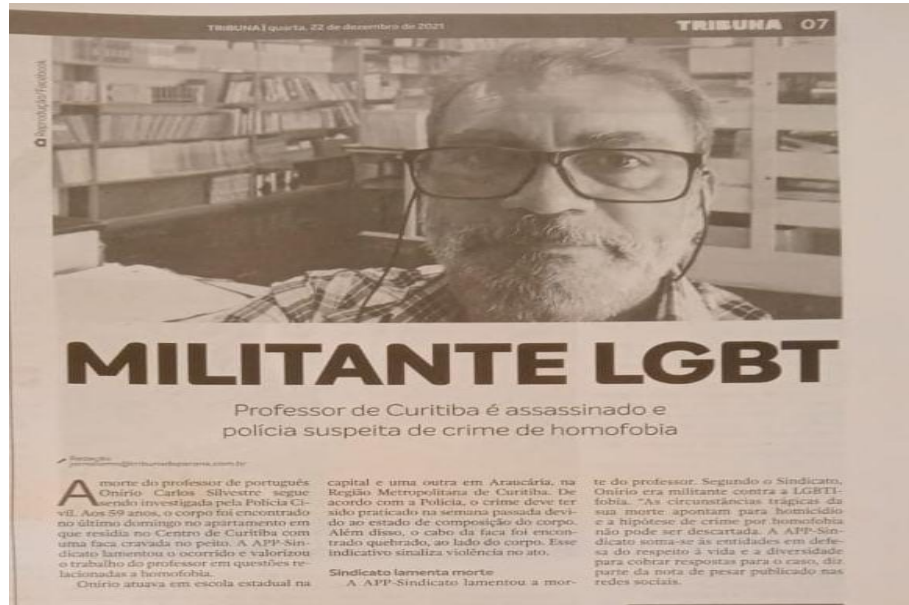 TRIBUNA | quarta, 22 de dezembro de 2021
TRIBUNA 07
Reprodução/Facebook
MILITANTE LGBT
Professor de Curitiba é assassinado e
polícia suspeita de crime de homofobia
Redação
jornalismo@tribunadoparana.com.br
A morte do professor de português
Onirio Carlos Silvestre segue
sendo investigada pela Polícia Ci-
vil. Aos 59 anos, o corpo foi encontrado
no último domingo no apartamento em
que residia no Centro de Curitiba com
uma faca cravada no peito. A APP-Sin-
dicato lamentou o ocorrido e valorizou
o trabalho do professor em questões re-
lacionadas a homofobia.
Onirio atuava em escola estadual na
capital e uma outra em Araucária, na
Região Metropolitana de Curitiba. De
acordo com a Polícia, o crime deve ter
sido praticado na semana passada devi-
do ao estado de composição do corpo.
Além disso, o cabo da faca foi encon-
trado quebrado, ao lado do corpo. Esse
indicativo sinaliza violência no ato.
Sindicato lamenta morte
A APP-Sindicato lamentou a mor-
te do professor. Segundo o Sindicato,
Onirio era militante contra a LGBTI-
fobia. As circunstâncias trágicas da
sua morte apontam para homicídio
e a hipótese de crime por homofobia
não pode ser descartada. A APP-Sin-
dicato soma-se às entidades em defe-
sa do respeito à vida e a diversidade
para cobrar respostas para o caso, diz
parte da nota de pesar publicado nas
redes sociais.